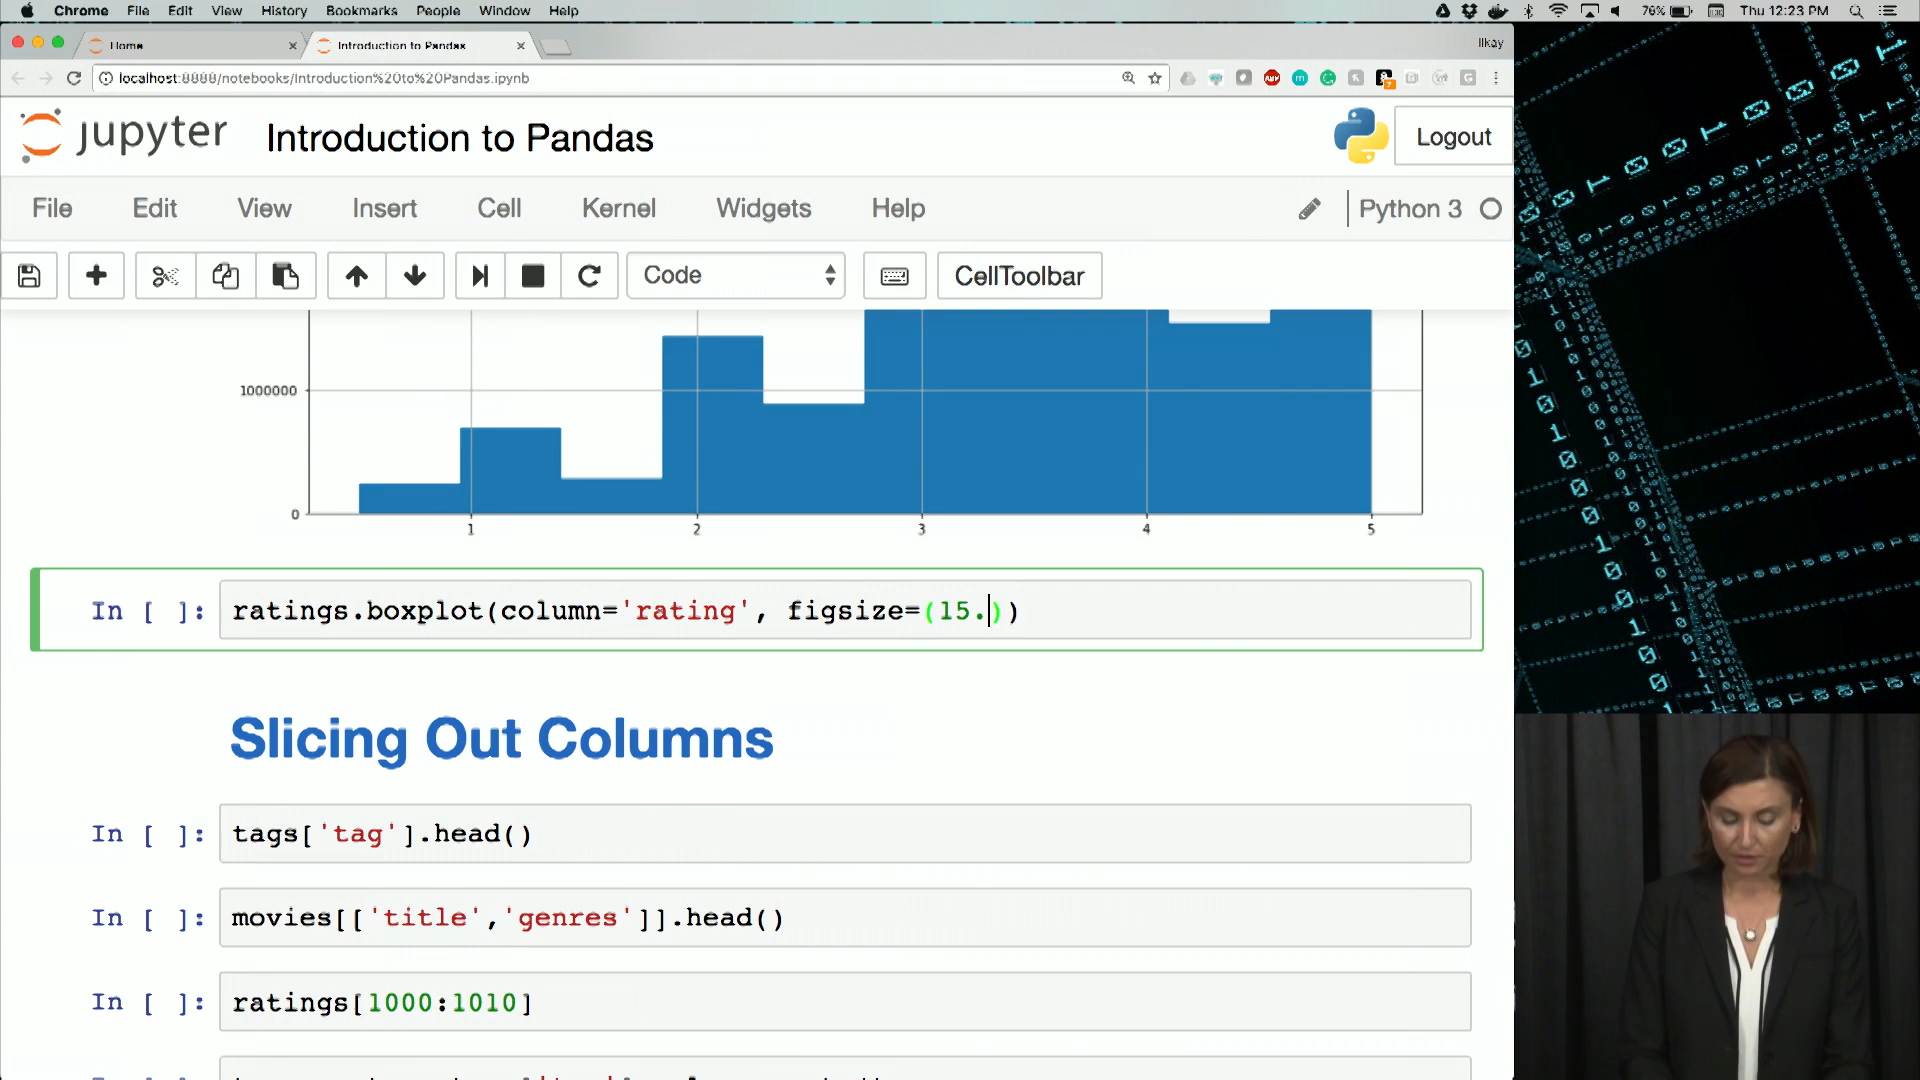 Chrome File Edit View History Bookmarks People Window Help 76% Thu 12:23 PM
Home Introduction to Pandas Ilkay
localhost:8888/notebooks/Introduction%20to%20Pandas.ipynb
jupyter Introduction to Pandas Logout
File Edit View Insert Cell Kernel Widgets Help Python 3
Code CellToolbar
1000000
0
1 2 3 4 5
In [ ]: ratings.boxplot(column='rating', figsize=(15.))
Slicing Out Columns
In [ ]: tags['tag'].head()
In [ ]: movies[['title','genres']].head()
In [ ]: ratings[1000:1010]